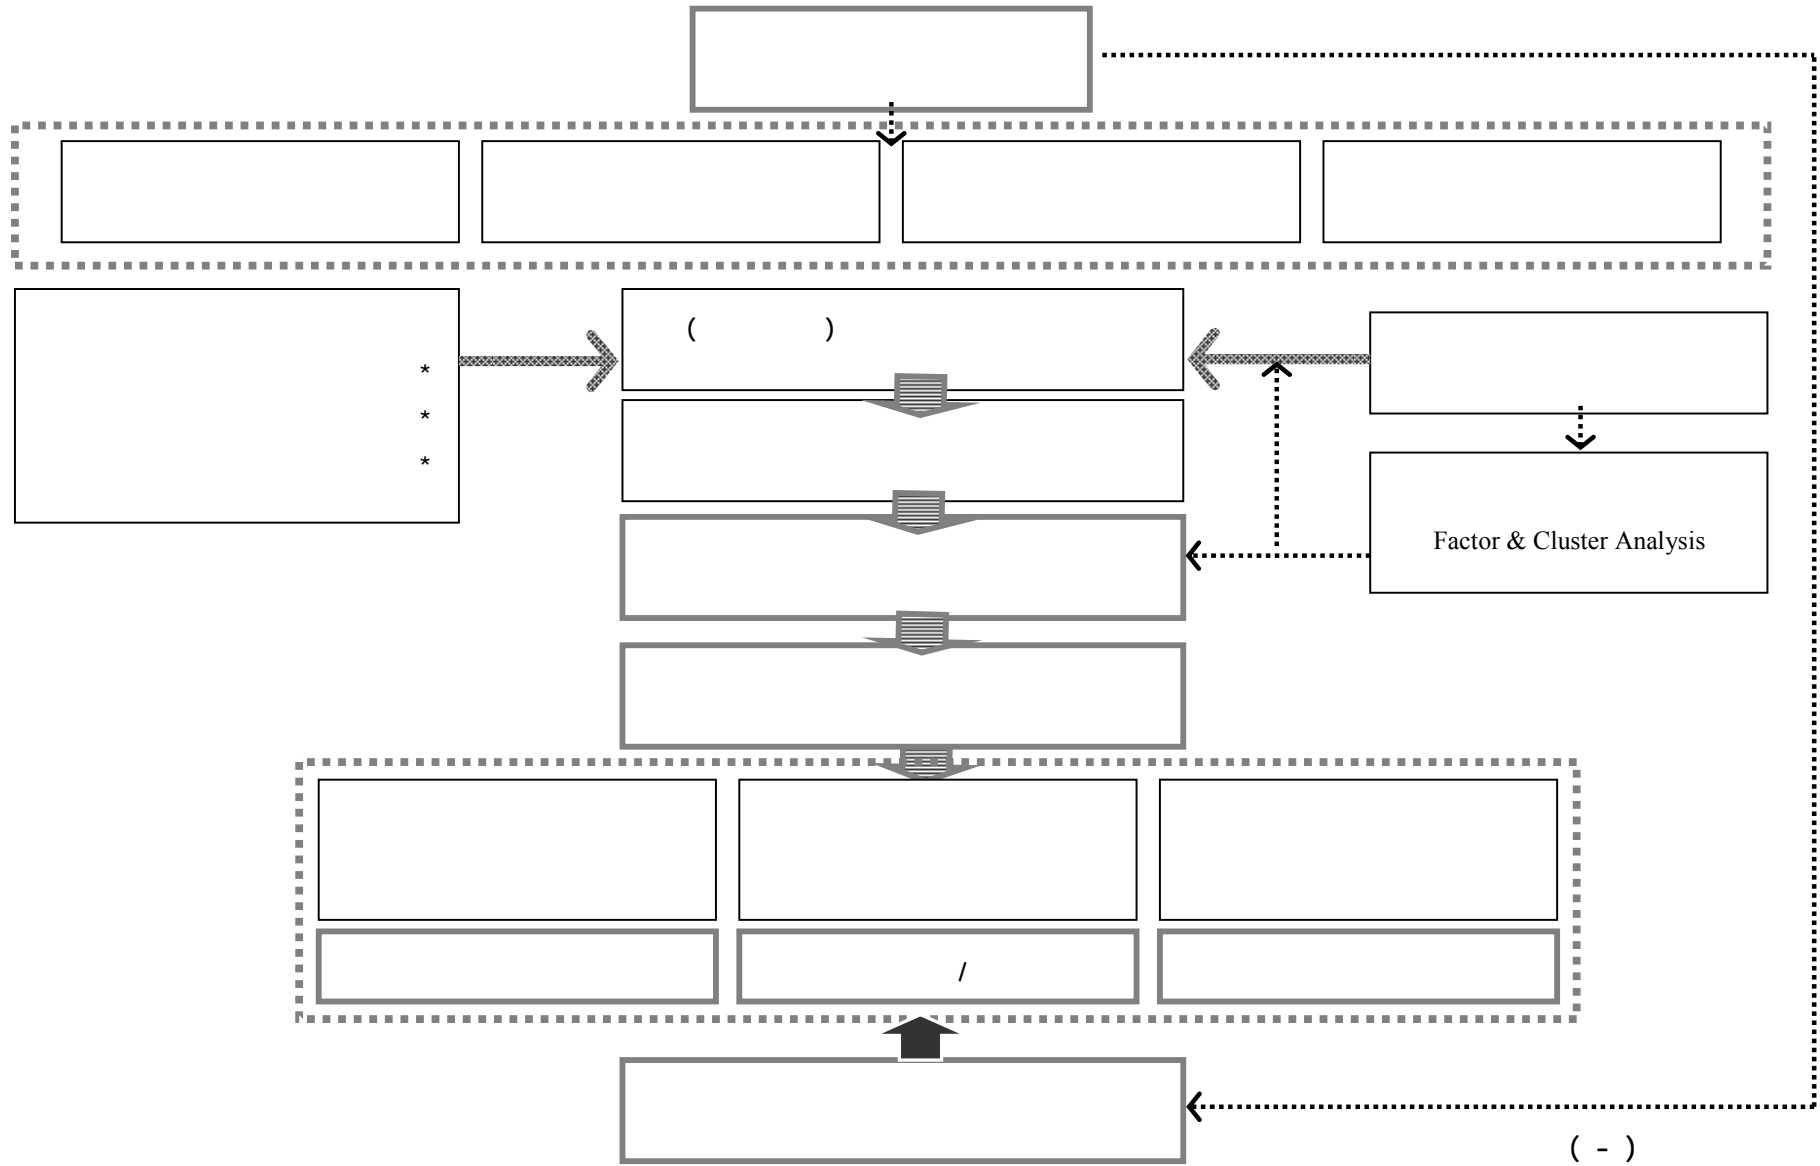 ( )
*
*
*
Factor & Cluster Analysis
/
( - )